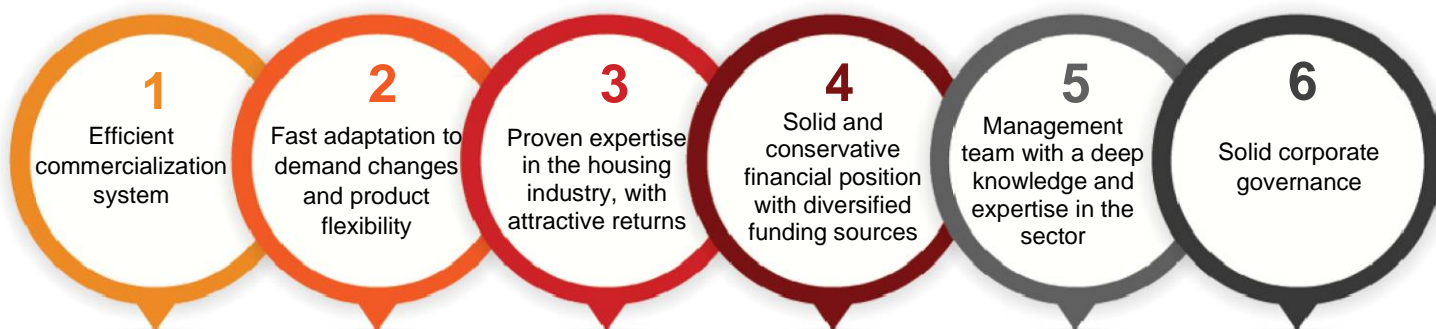 1
Efficient
commercialization
system
2
Fast adaptation to
demand changes
and product
flexibility
3
Proven expertise
in the housing
industry, with
attractive returns
4
Solid and
conservative
financial position
with diversified
funding sources
5
Management
team with a deep
knowledge and
expertise in the
sector
6
Solid corporate
governance